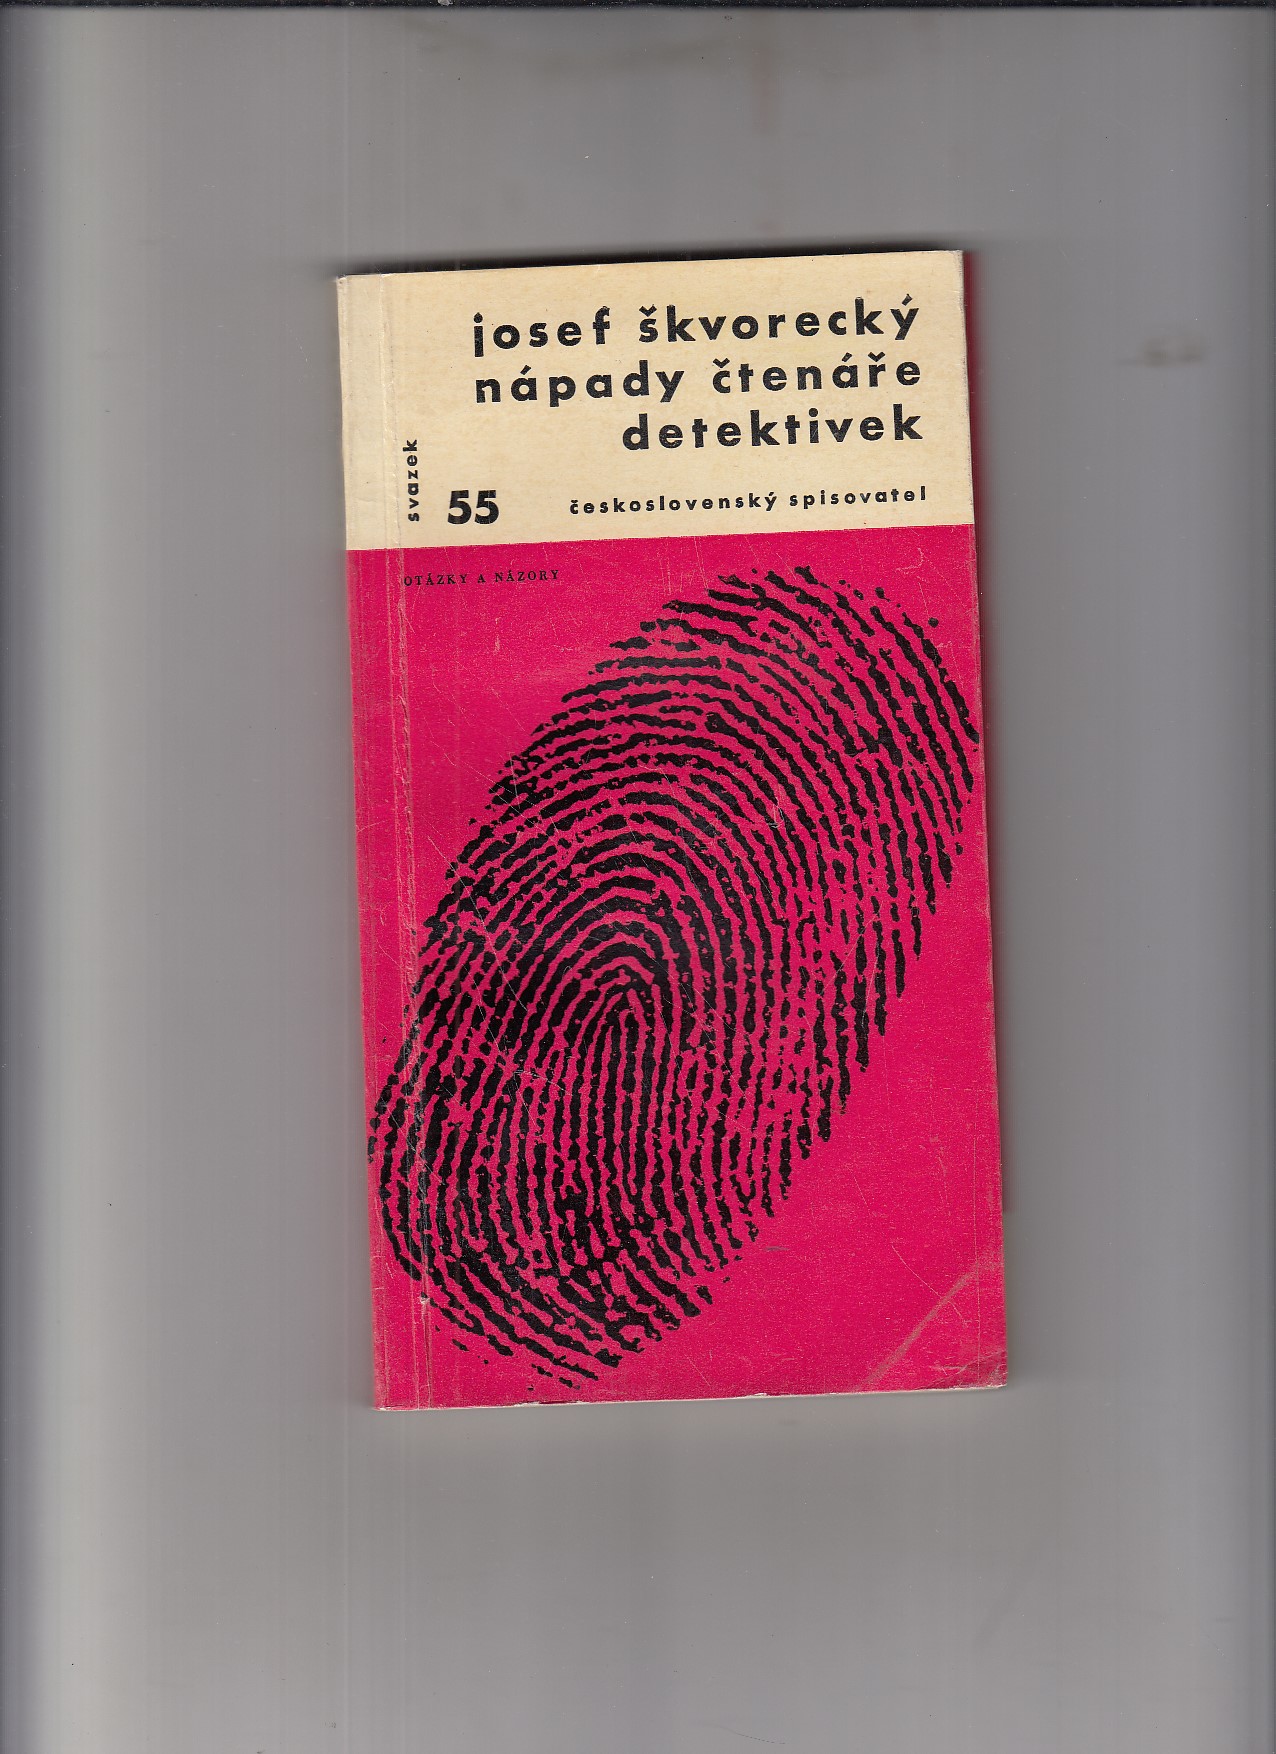 josef škvorecký
nápady čtenáře
detektivek
svazek
55
československý spisovatel
OTÁZKY A NÁZORY